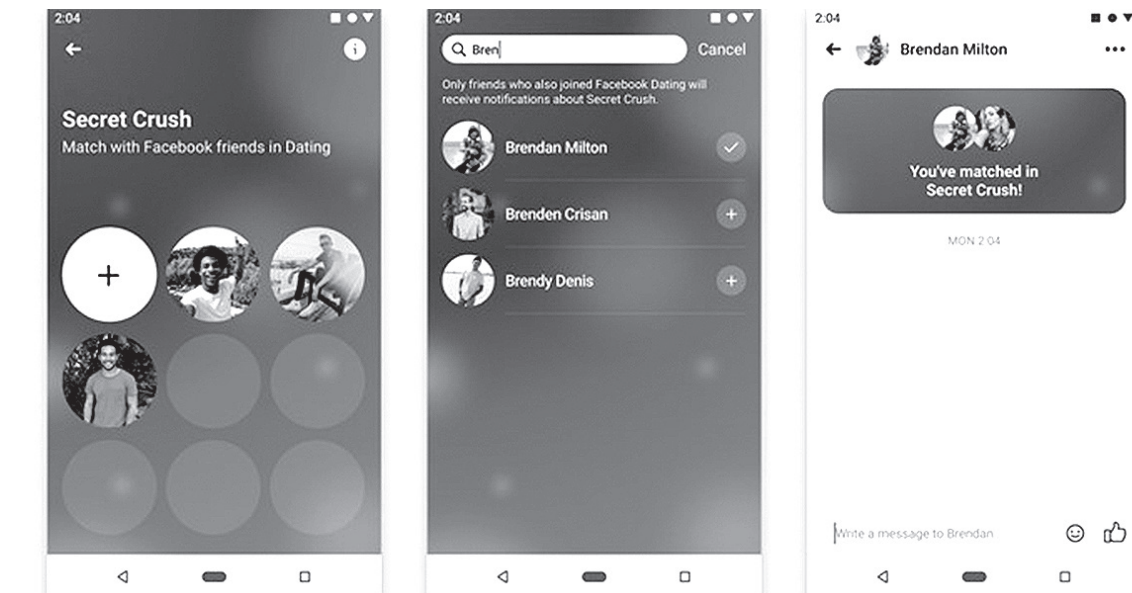 2:04
Secret Crush
Match with Facebook friends in Dating
2:04
Bren
Cancel
Only friends who also joined Facebook Dating will
receive notifications about Secret Crush.
Brendan Milton
Brenden Crisan
Brendy Denis
2:04
Brendan Milton
You've matched in
Secret Crush!
MON 2 04
Write a message to Brendan